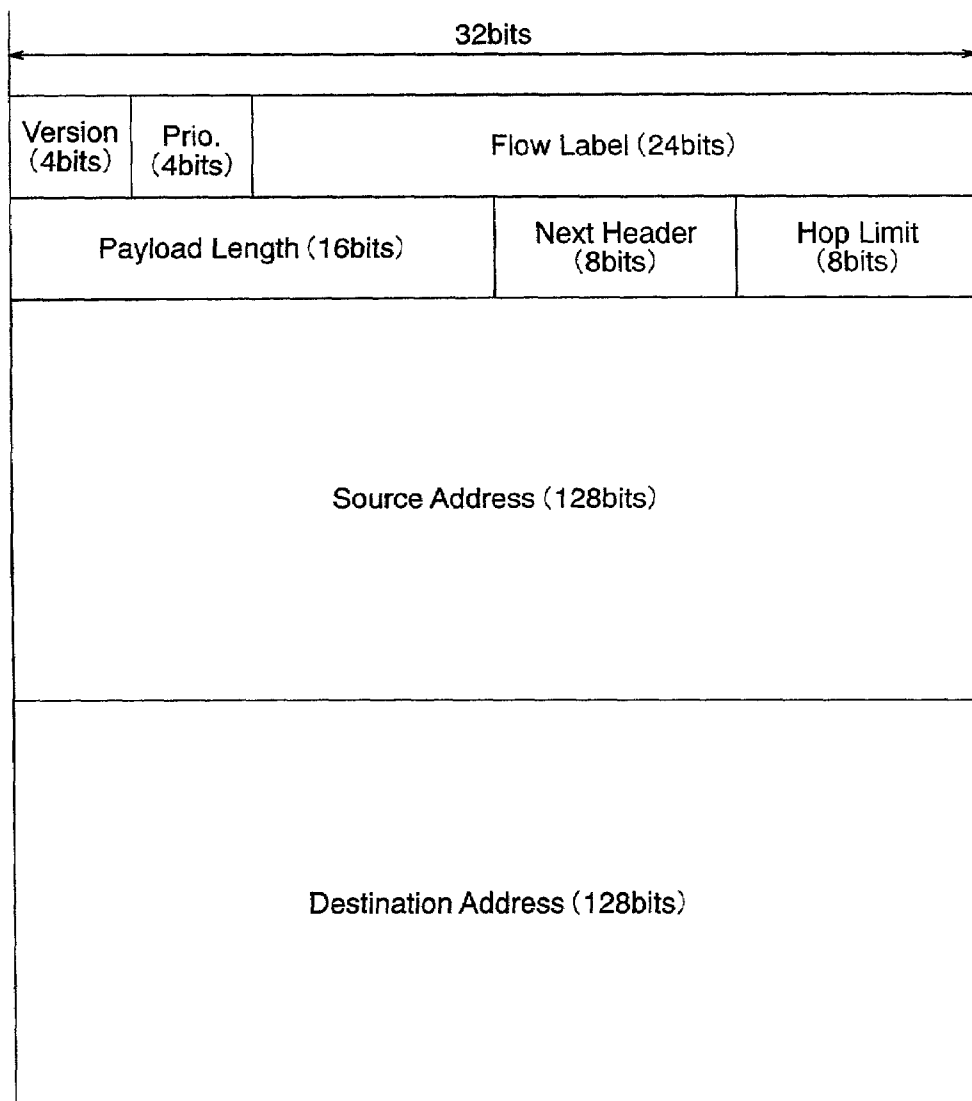 32bits
Version
(4bits)
Prio.
(4bits)
Flow Label (24bits)
Payload Length (16bits)
Next Header
(8bits)
Hop Limit
(8bits)
Source Address (128bits)
Destination Address (128bits)